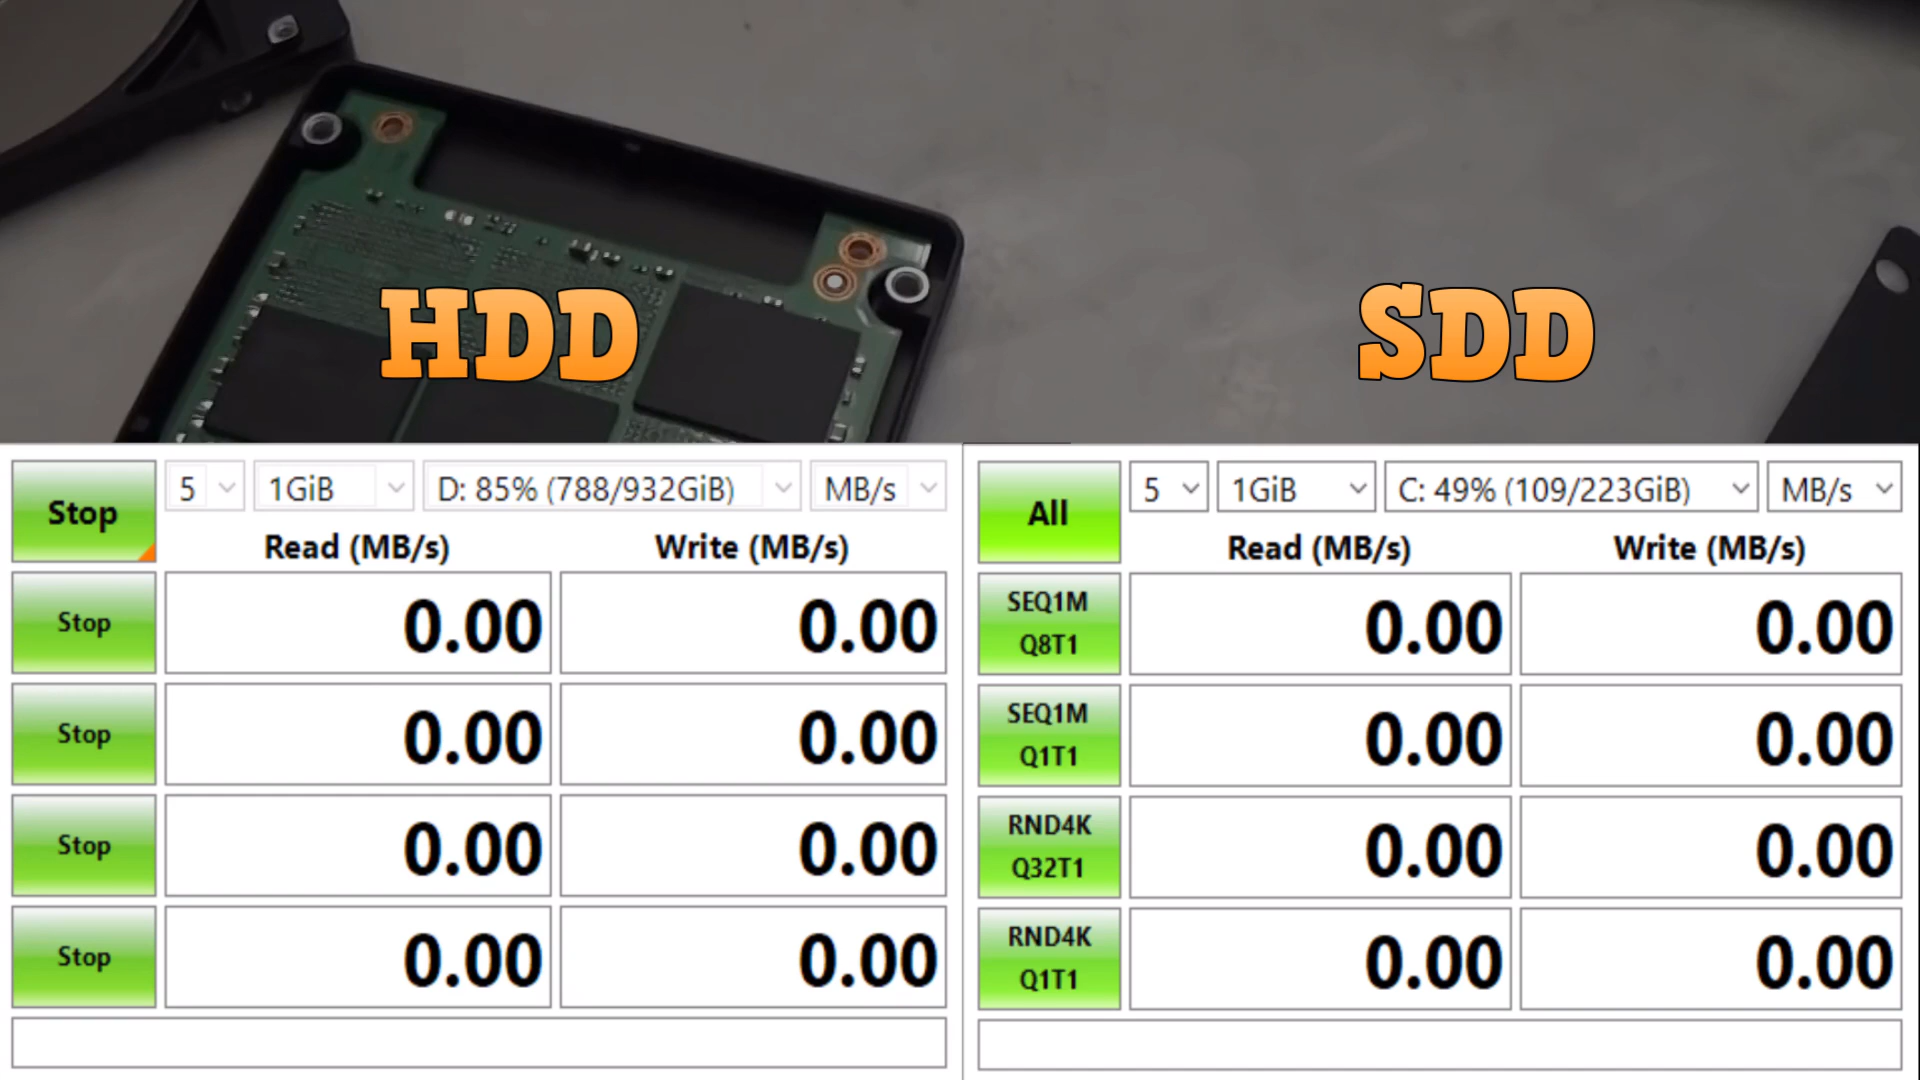 HDD
SDD
Stop 5 1GiB D: 85% (788/932GiB) MB/s
Read (MB/s) Write (MB/s)
Stop 0.00 0.00
Stop 0.00 0.00
Stop 0.00 0.00
Stop 0.00 0.00
All 5 1GiB C: 49% (109/223GiB) MB/s
Read (MB/s) Write (MB/s)
SEQ1M
Q8T1 0.00 0.00
SEQ1M
Q1T1 0.00 0.00
RND4K
Q32T1 0.00 0.00
RND4K
Q1T1 0.00 0.00